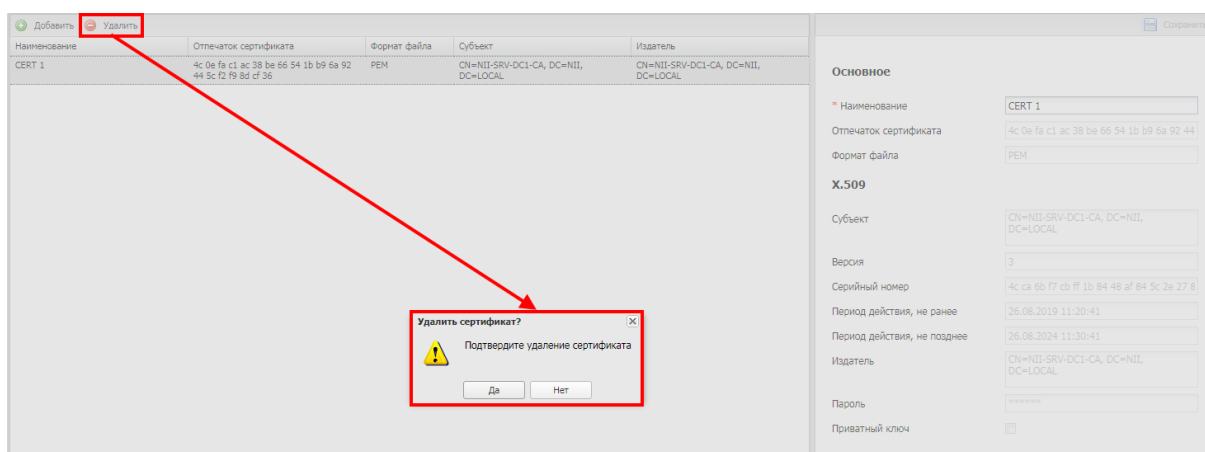 Добавить Удалить Сохранить
Наименование Отпечаток сертификата Формат файла Субъект Издатель
CERT 1 4c 0e fa c1 ac 38 be 66 54 1b b9 6a 92 PEM CN=NII-SRV-DC1-CA, DC=NII, CN=NII-SRV-DC1-CA, DC=NII,
44 5c f2 f9 8d cf 36 DC=LOCAL DC=LOCAL
Основное
* Наименование CERT 1
Отпечаток сертификата 4c 0e fa c1 ac 38 be 66 54 1b b9 6a 92 44
Формат файла PEM
X.509
Субъект CN=NII-SRV-DC1-CA, DC=NII,
DC=LOCAL
Версия 3
Серийный номер 4c ca 6b f7 cb ff 1b 84 48 af 84 5c 2e 27 8
Период действия, не ранее 26.08.2019 11:20:41
Период действия, не позднее 26.08.2024 11:30:41
Издатель CN=NII-SRV-DC1-CA, DC=NII,
DC=LOCAL
Пароль ******
Приватный ключ
Удалить сертификат?
Подтвердите удаление сертификата
Да Нет